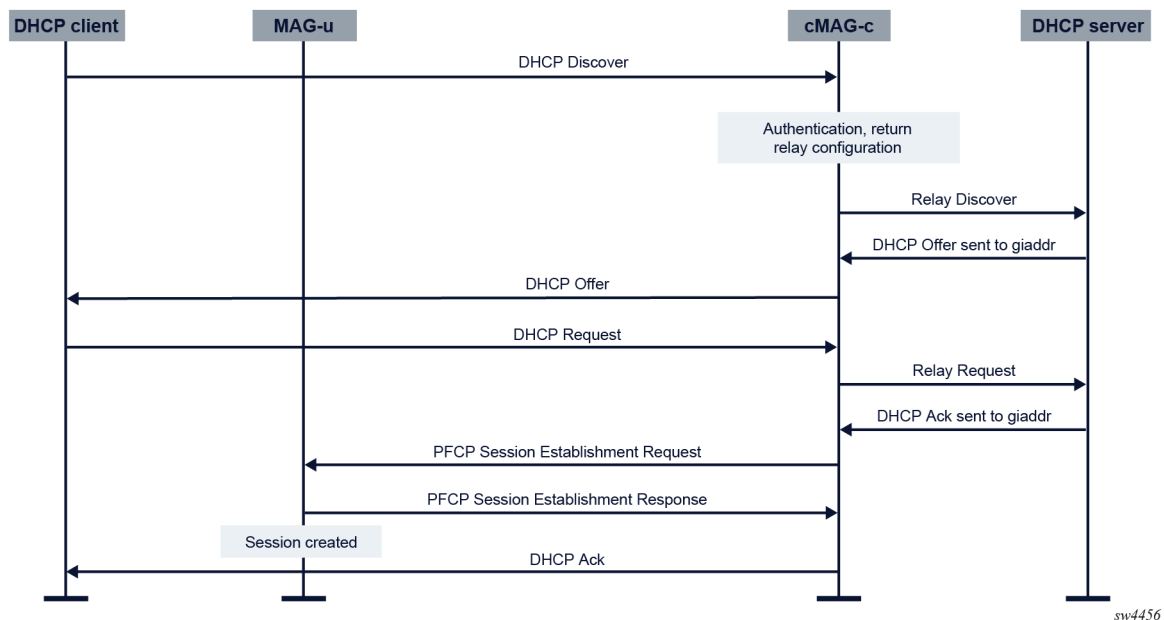 DHCP client
MAG-u
cMAG-c
DHCP server
DHCP Discover
Authentication, return
relay configuration
Relay Discover
DHCP Offer sent to giaddr
DHCP Offer
DHCP Request
Relay Request
DHCP Ack sent to giaddr
PFCP Session Establishment Request
PFCP Session Establishment Response
Session created
DHCP Ack
sw4456